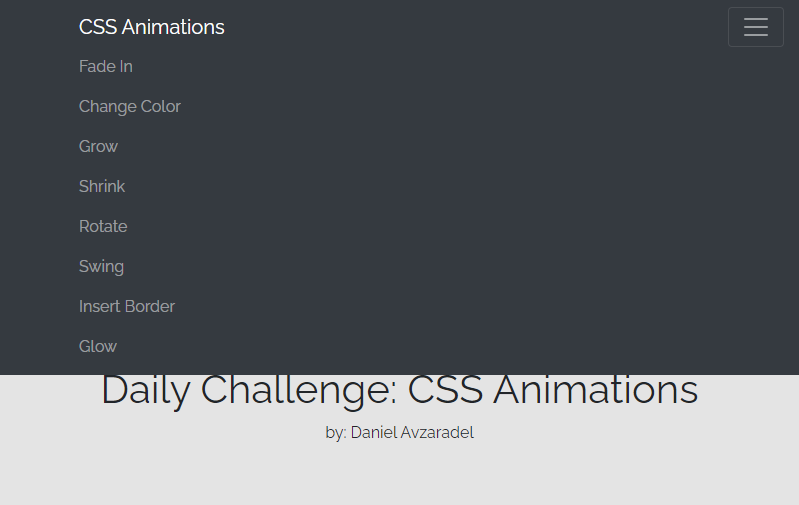 CSS Animations
Fade In
Change Color
Grow
Shrink
Rotate
Swing
Insert Border
Glow
Daily Challenge: CSS Animations
by: Daniel Avzaradel